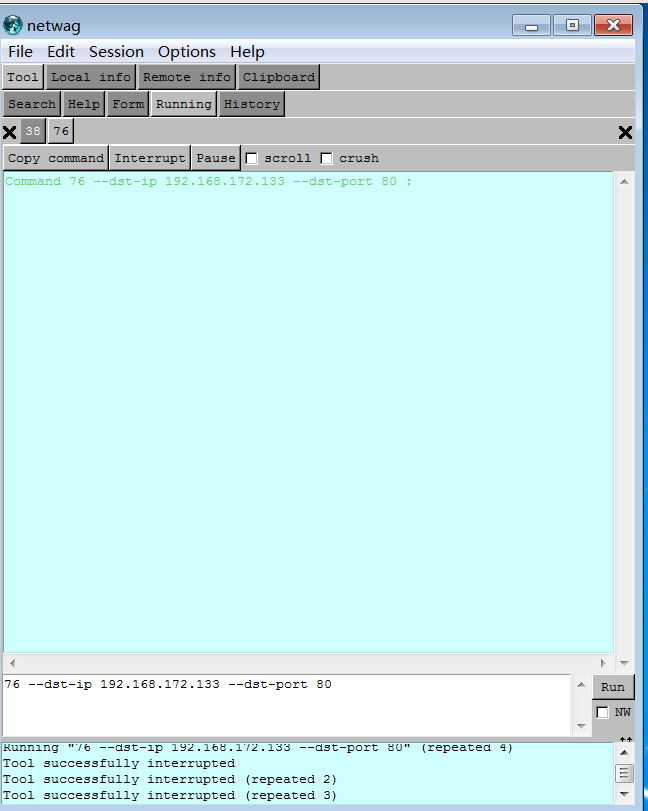 netwag
File Edit Session Options Help
Tool Local info Remote info Clipboard
Search Help Form Running History
38 76
Copy command Interrupt Pause scroll crush
Command 76 --dst-ip 192.168.172.133 --dst-port 80 :
76 --dst-ip 192.168.172.133 --dst-port 80
Run
NW
Running "76 --dst-ip 192.168.172.133 --dst-port 80" (repeated 4)
Tool successfully interrupted
Tool successfully interrupted (repeated 2)
Tool successfully interrupted (repeated 3)